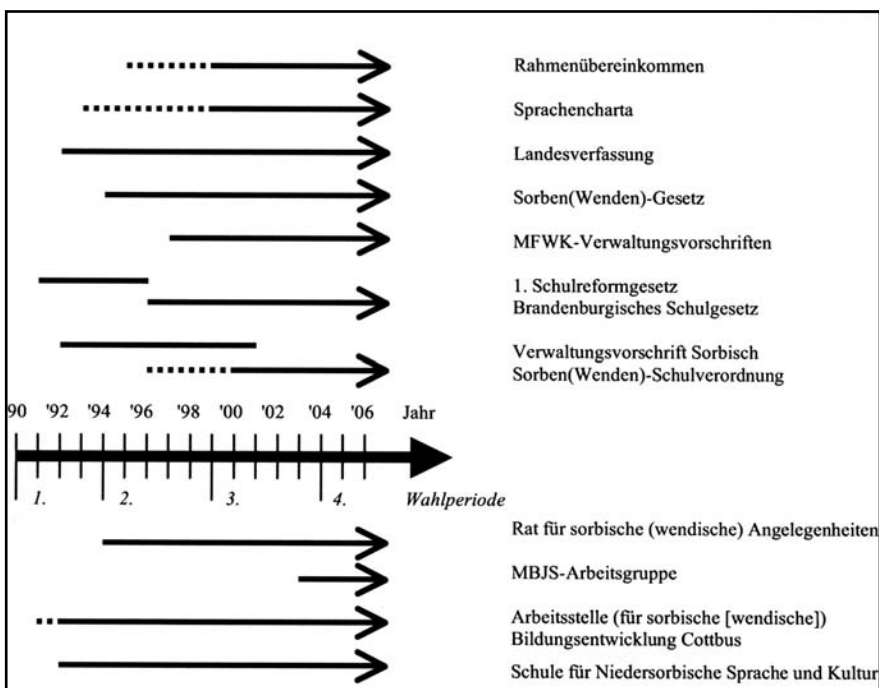 Rahmenübereinkommen
Sprachencharta
Landesverfassung
Sorben(Wenden)-Gesetz
MFWK-Verwaltungsvorschriften
1. Schulreformgesetz
Brandenburgisches Schulgesetz
Verwaltungsvorschrift Sorbisch
Sorben(Wenden)-Schulverordnung
90 '92 '94 '96 '98 '00 '02 '04 '06 Jahr
1. 2. 3. 4. Wahlperiode
Rat für sorbische (wendische) Angelegenheiten
MBJS-Arbeitsgruppe
Arbeitsstelle (für sorbische [wendische])
Bildungsentwicklung Cottbus
Schule für Niedersorbische Sprache und Kultur